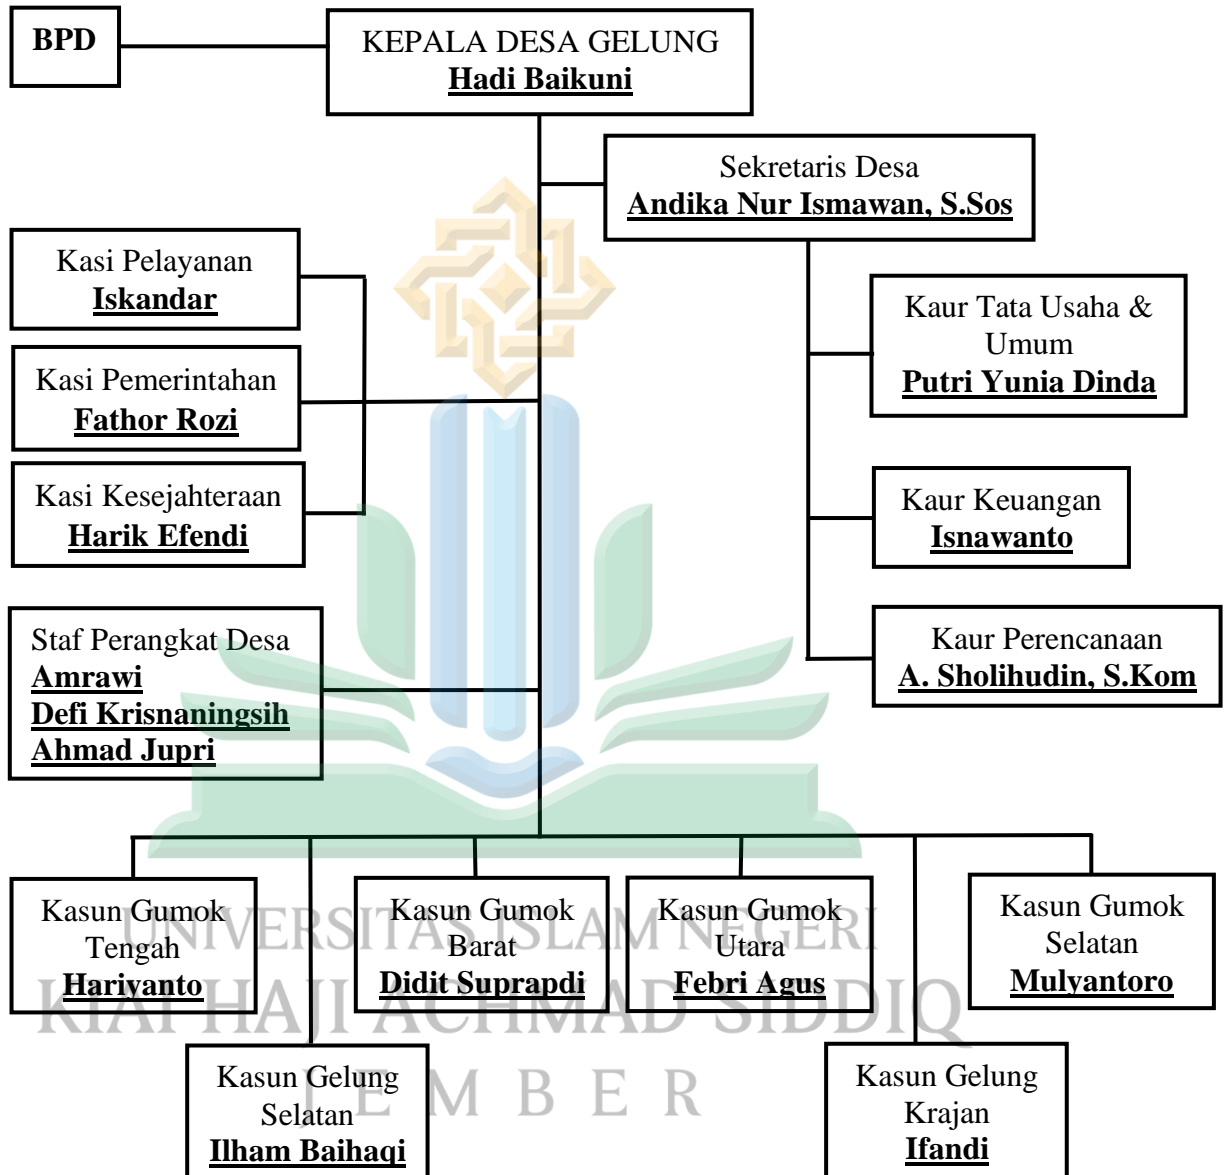 BPD
KEPALA DESA GELUNG
Hadi Baikuni
Sekretaris Desa
Andika Nur Ismawan, S.Sos
Kasi Pelayanan
Iskandar
Kaur Tata Usaha &
Umum
Putri Yunia Dinda
Kasi Pemerintahan
Fathor Rozi
Kasi Kesejahteraan
Harik Efendi
Kaur Keuangan
Isnawanto
Staf Perangkat Desa
Amrawi
Defi Krisnaningsih
Ahmad Jupri
Kaur Perencanaan
A. Sholihudin, S.Kom
Kasun Gumok
Tengah
Hariyanto
Kasun Gumok
Barat
Didit Suprapdi
Kasun Gumok
Utara
Febri Agus
Kasun Gumok
Selatan
Mulyantoro
UNIVERSITAS ISLAM NEGERI
KIAI HAJI ACHMAD SIDDIQ
JEMBER
Kasun Gelung
Selatan
Ilham Baihaqi
Kasun Gelung
Krajan
Ifandi